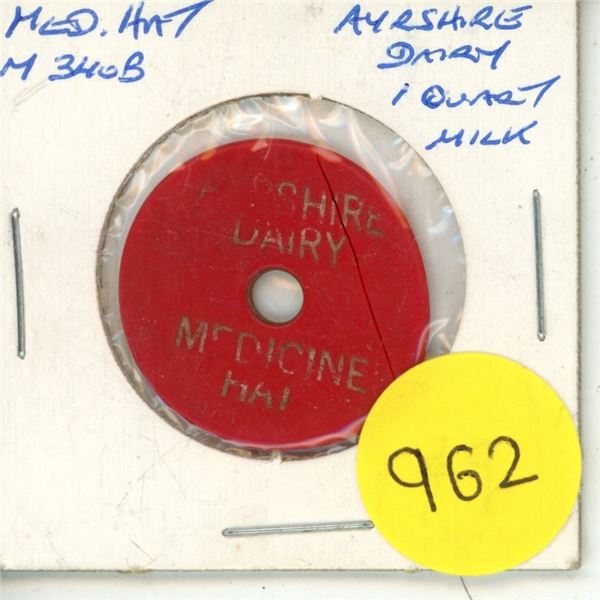 MED. HAT
M 340B
AYRSHIRE
DAIRY
1 QUART
MILK
AYRSHIRE
DAIRY
MEDICINE
HAT
962